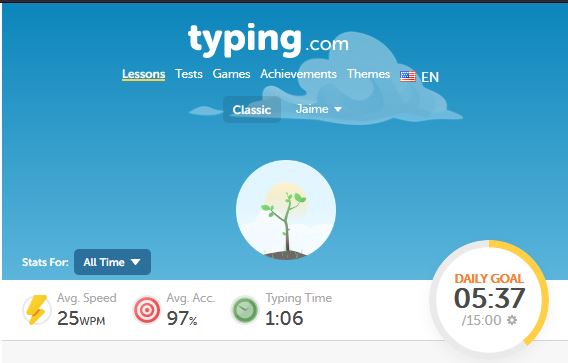 typing.com
Lessons Tests Games Achievements Themes EN
Classic Jaime
Stats For: All Time
DAILY GOAL
05:37
/15:00
Avg. Speed
25WPM
Avg. Acc.
97%
Typing Time
1:06